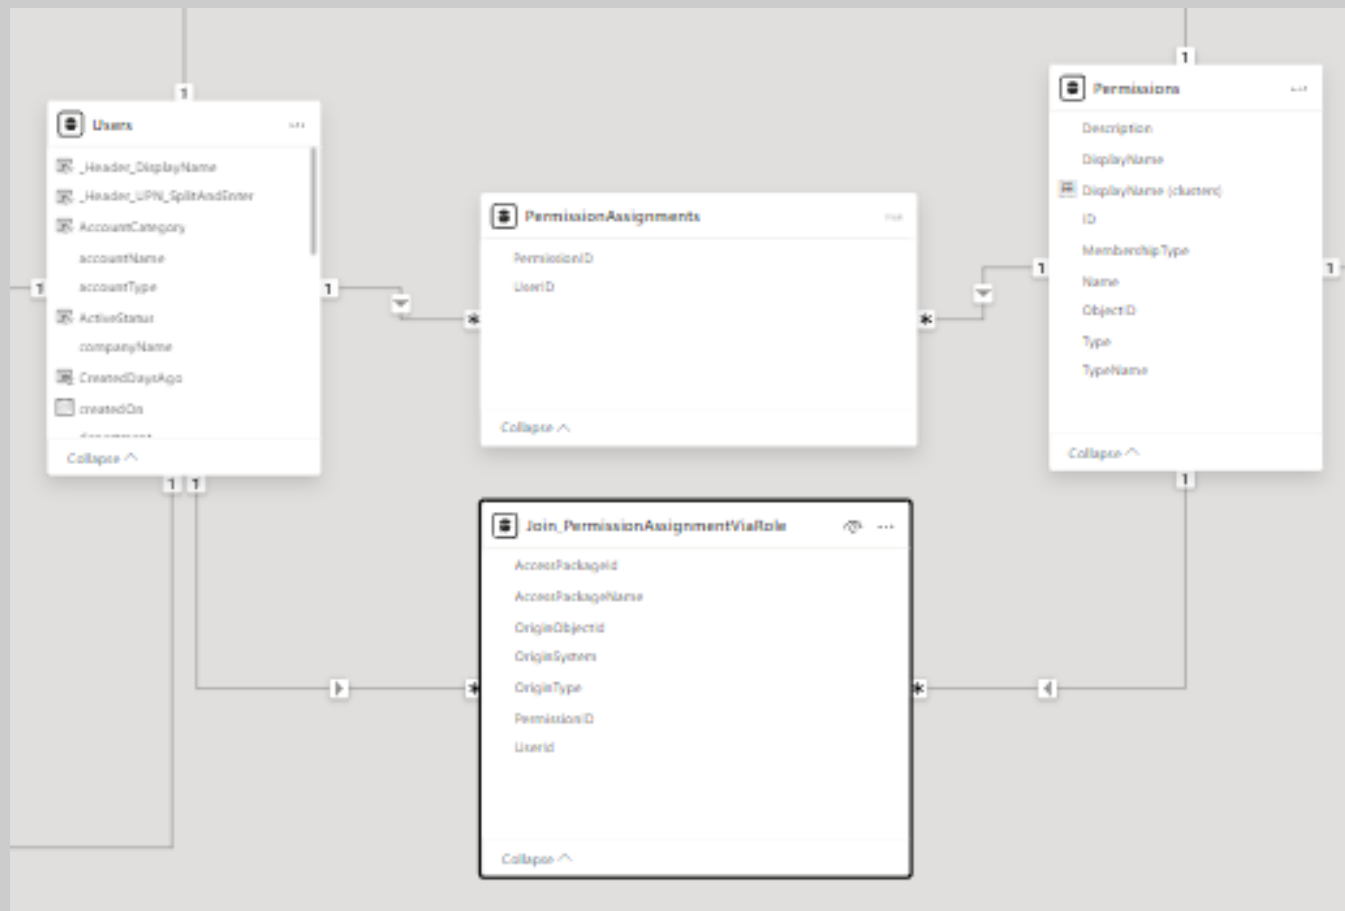 1
1
Users
Permissions
_Header_DisplayName
_Header_UPN_SplitAndEnter
AccountCategory
accountName
accountType
ActiveStatus
companyName
CreatedDaysAgo
createdOn
department
Collapse
1
1
1
1
PermissionAssignments
PermissionID
UserID
Collapse
*
*
Description
DisplayName
DisplayName (clusters)
ID
MembershipType
Name
ObjectID
Type
TypeName
Collapse
1
1
1
Join_PermissionAssignmentViaRole
AccessPackageId
AccessPackageName
OriginObjectId
OriginSystem
OriginType
PermissionID
UserId
Collapse
*
*